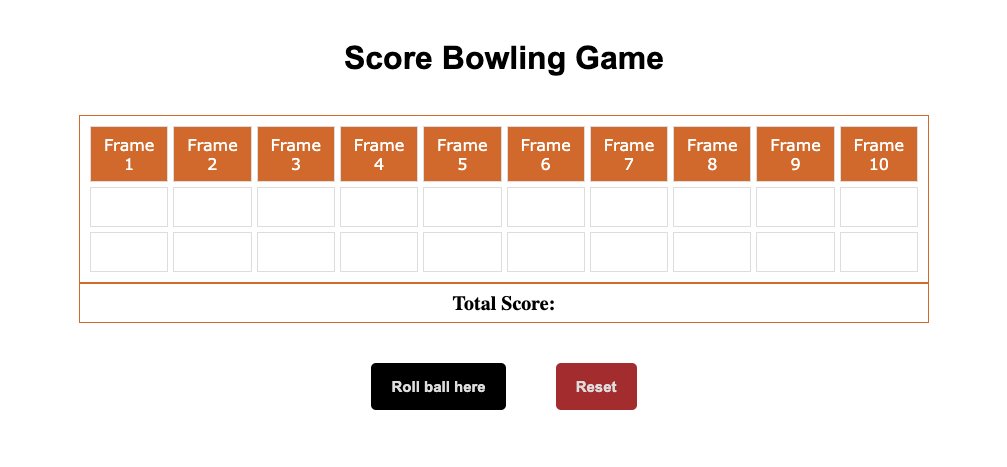 Score Bowling Game
Frame 1 Frame 2 Frame 3 Frame 4 Frame 5 Frame 6 Frame 7 Frame 8 Frame 9 Frame 10
Total Score:
Roll ball here Reset